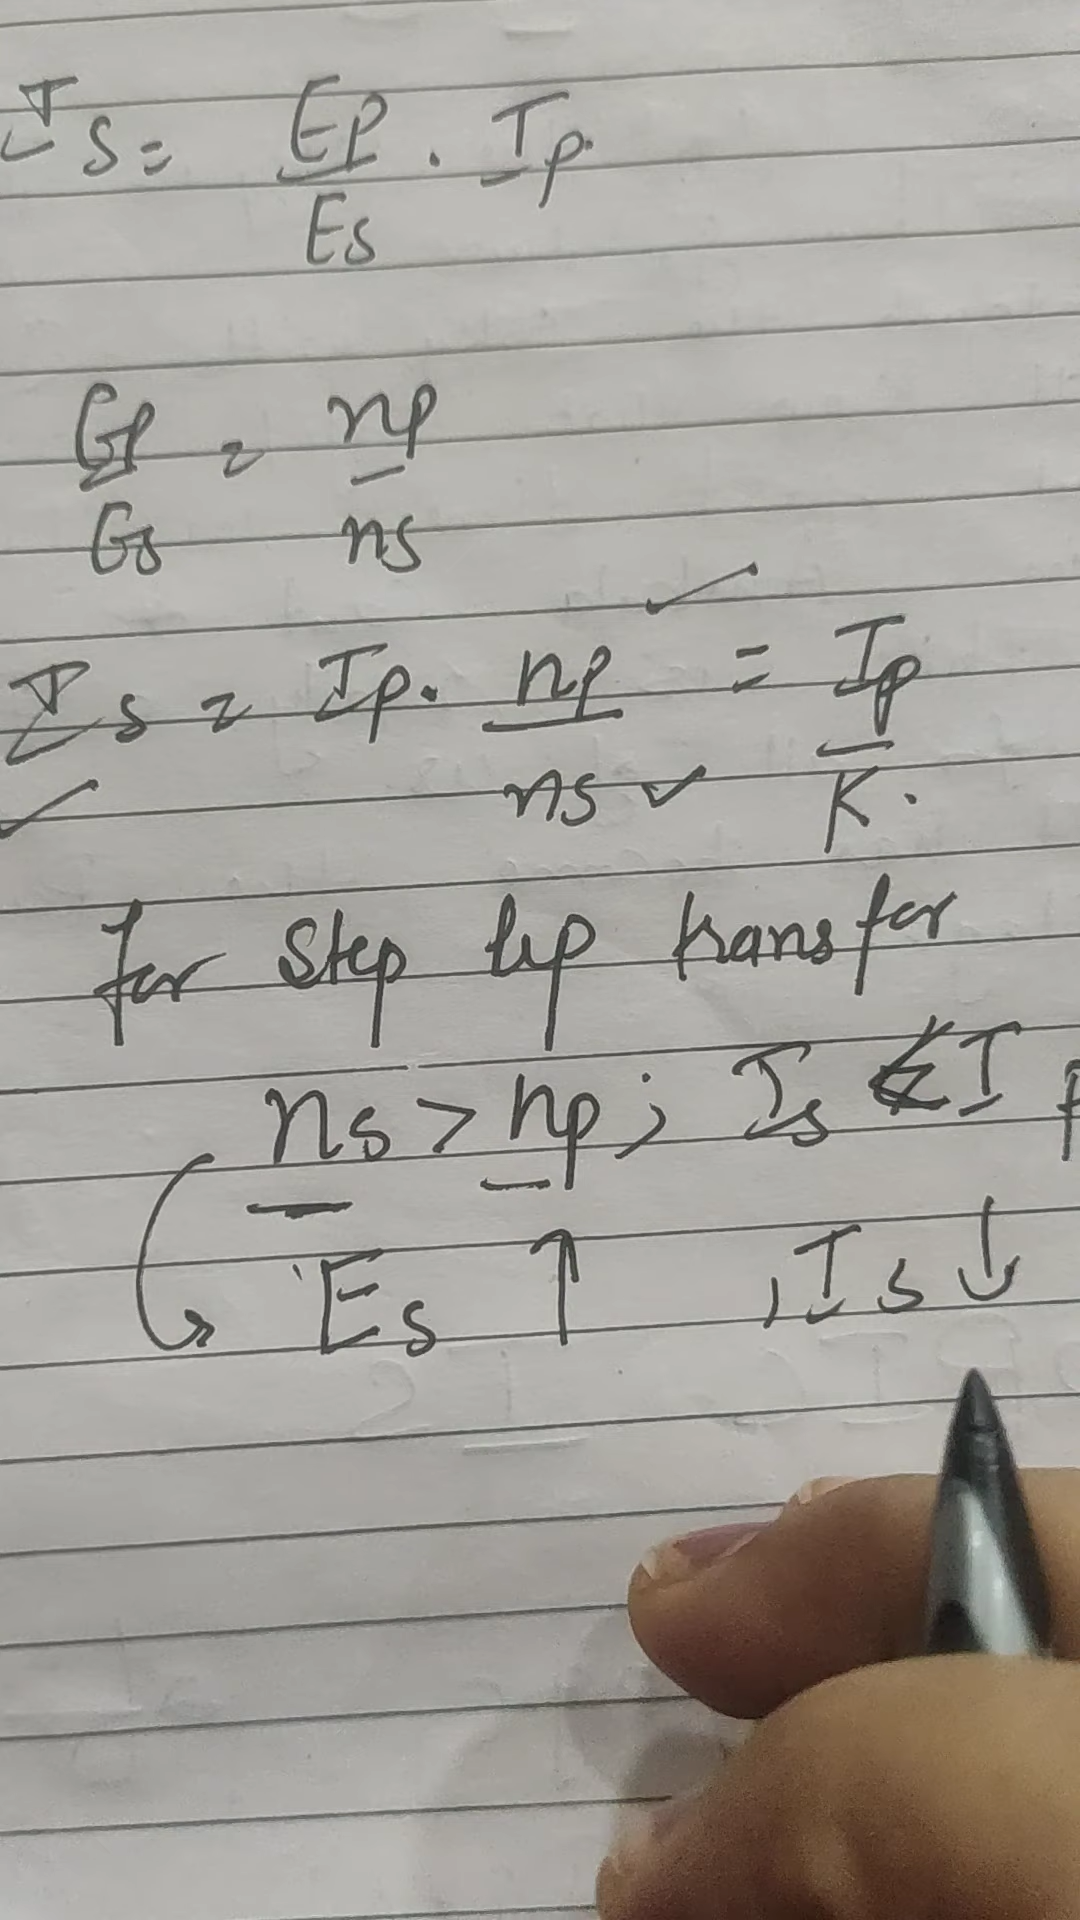 Is = Ep/Es . Ip
Ep/Es = np/ns
Is = Ip . np/ns = Ip/K .
for step up transfor
ns > np ; Is < Ip
Es ↑ , Is ↓